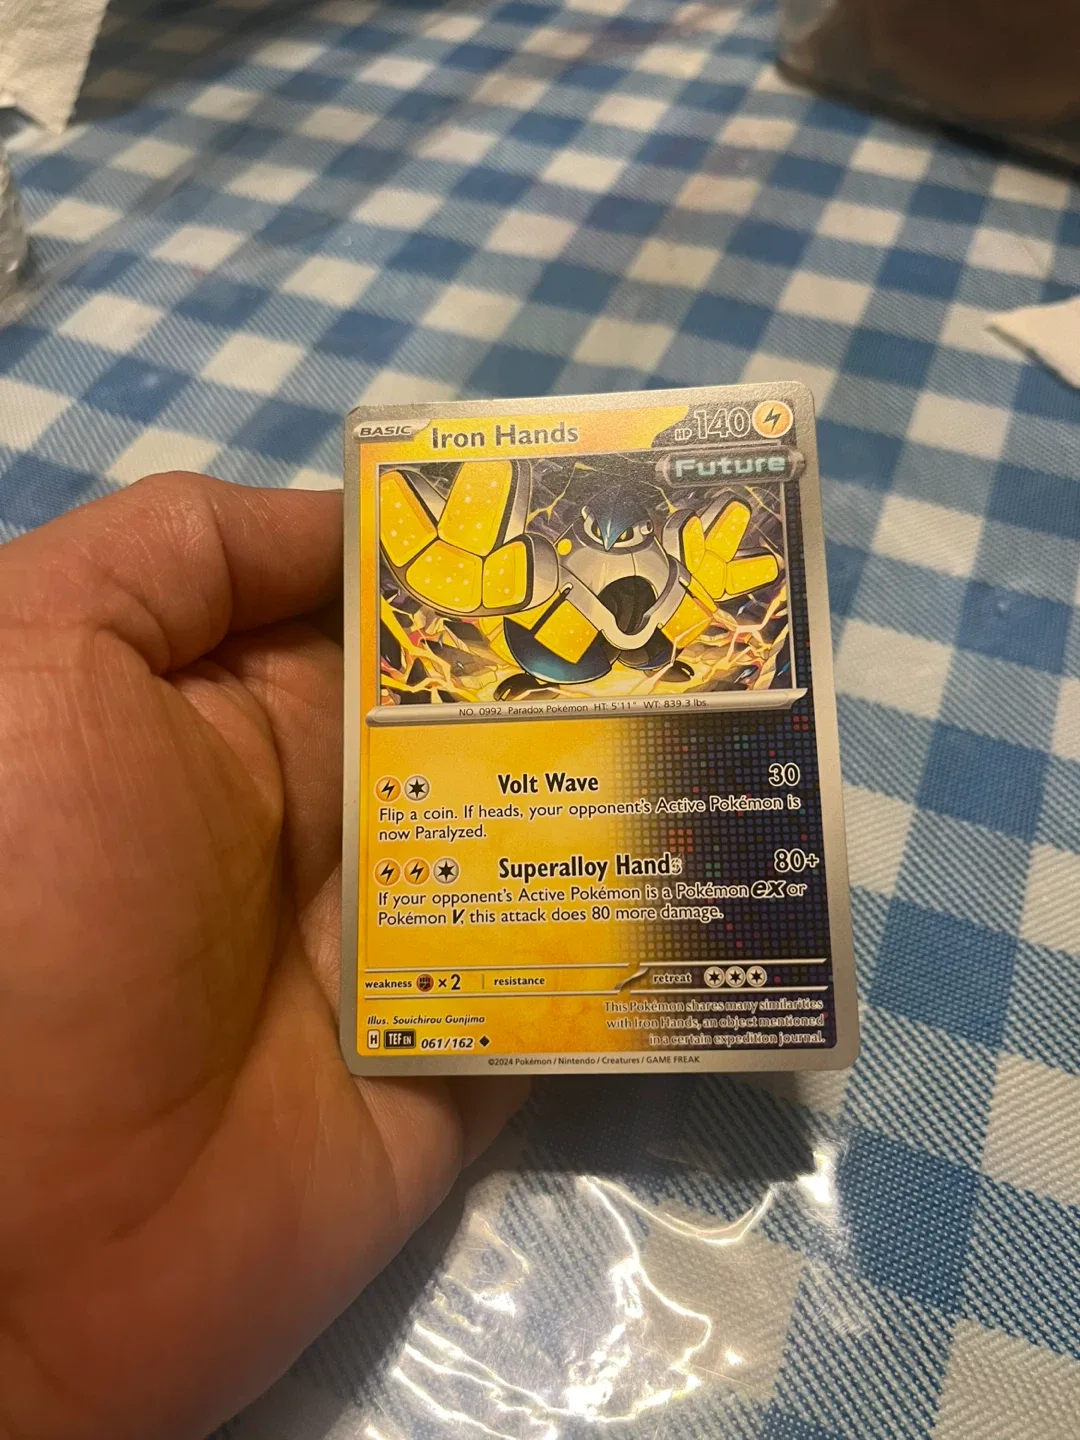 BASIC Iron Hands HP 140
Future
NO. 0992 Paradox Pokémon HT: 5'11" WT: 839.3 lbs.
Volt Wave 30
Flip a coin. If heads, your opponent's Active Pokémon is
now Paralyzed.
Superalloy Hands 80+
If your opponent's Active Pokémon is a Pokémon ex or
Pokémon V, this attack does 80 more damage.
weakness ×2 resistance retreat
Illus. Souichirou Gunjima
This Pokémon shares many similarities
with Iron Hands, an object mentioned
in a certain expedition journal.
H TEF EN 061/162
©2024 Pokémon / Nintendo / Creatures / GAME FREAK